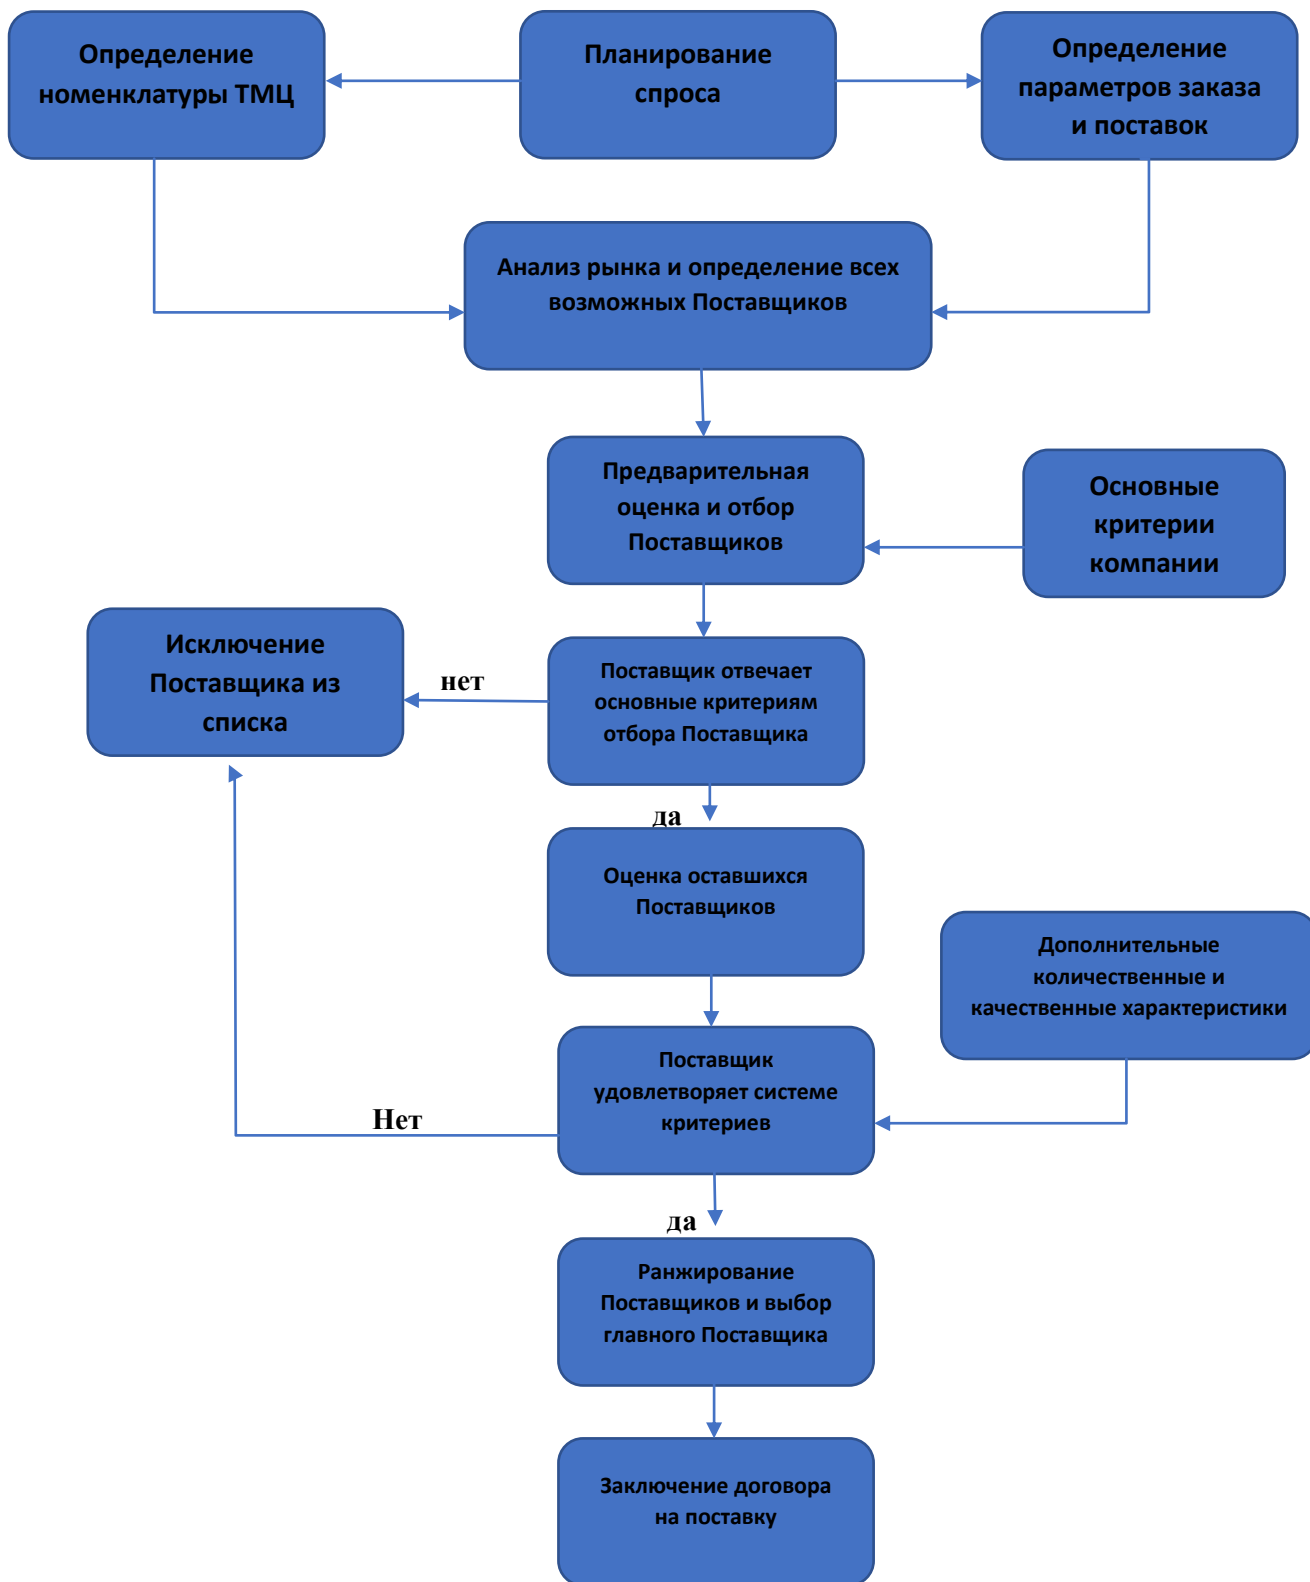 Определение
номенклатуры ТМЦ
Планирование
спроса
Определение
параметров заказа
и поставок
Анализ рынка и определение всех
возможных Поставщиков
Предварительная
оценка и отбор
Поставщиков
Основные
критерии
компании
Исключение
Поставщика из
списка
нет
Поставщик отвечает
основные критериям
отбора Поставщика
да
Оценка оставшихся
Поставщиков
Дополнительные
количественные и
качественные характеристики
Поставщик
удовлетворяет системе
критериев
Нет
да
Ранжирование
Поставщиков и выбор
главного Поставщика
Заключение договора
на поставку